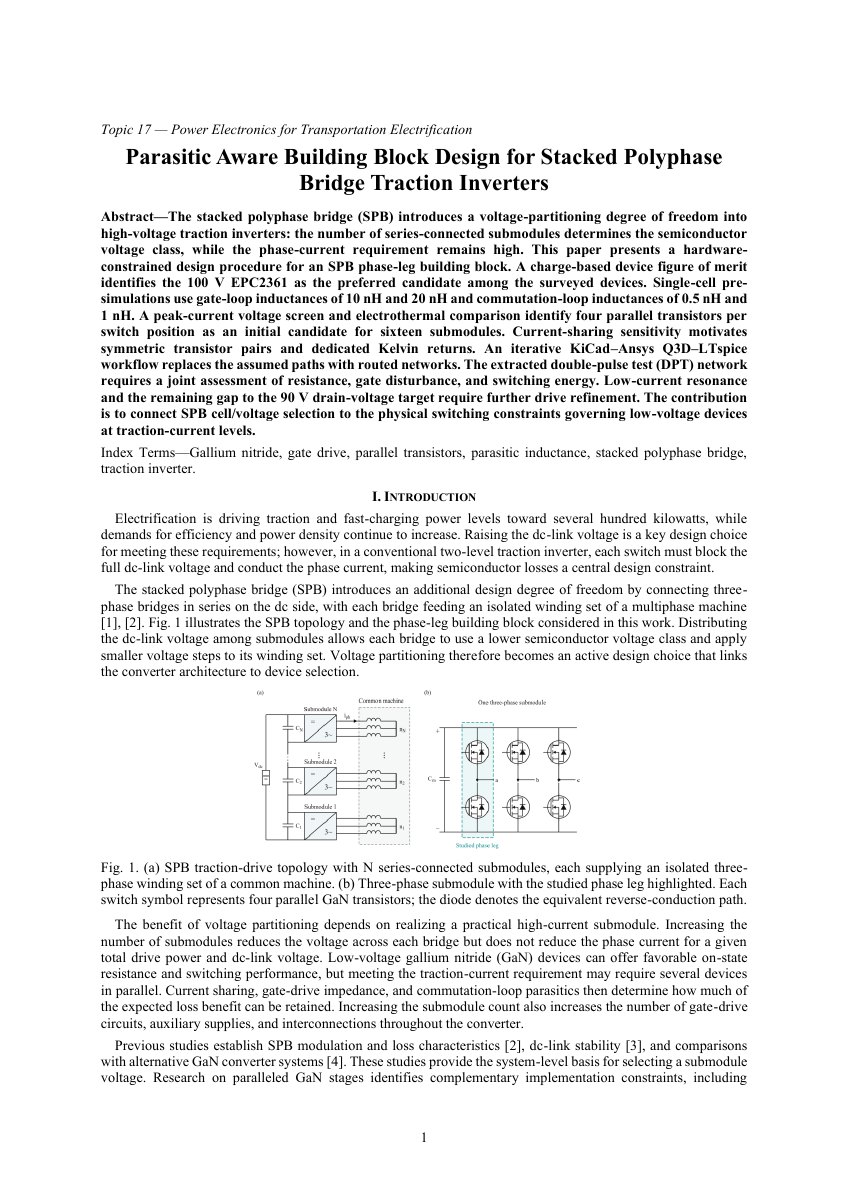 Topic 17 — Power Electronics for Transportation Electrification
Parasitic Aware Building Block Design for Stacked Polyphase
Bridge Traction Inverters
Abstract—The stacked polyphase bridge (SPB) introduces a voltage-partitioning degree of freedom into
high-voltage traction inverters: the number of series-connected submodules determines the semiconductor
voltage class, while the phase-current requirement remains high. This paper presents a hardware-
constrained design procedure for an SPB phase-leg building block. A charge-based device figure of merit
identifies the 100 V EPC2361 as the preferred candidate among the surveyed devices. Single-cell pre-
simulations use gate-loop inductances of 10 nH and 20 nH and commutation-loop inductances of 0.5 nH and
1 nH. A peak-current voltage screen and electrothermal comparison identify four parallel transistors per
switch position as an initial candidate for sixteen submodules. Current-sharing sensitivity motivates
symmetric transistor pairs and dedicated Kelvin returns. An iterative KiCad–Ansys Q3D–LTspice
workflow replaces the assumed paths with routed networks. The extracted double-pulse test (DPT) network
requires a joint assessment of resistance, gate disturbance, and switching energy. Low-current resonance
and the remaining gap to the 90 V drain-voltage target require further drive refinement. The contribution
is to connect SPB cell/voltage selection to the physical switching constraints governing low-voltage devices
at traction-current levels.
Index Terms—Gallium nitride, gate drive, parallel transistors, parasitic inductance, stacked polyphase bridge,
traction inverter.
I. INTRODUCTION
Electrification is driving traction and fast-charging power levels toward several hundred kilowatts, while
demands for efficiency and power density continue to increase. Raising the dc-link voltage is a key design choice
for meeting these requirements; however, in a conventional two-level traction inverter, each switch must block the
full dc-link voltage and conduct the phase current, making semiconductor losses a central design constraint.
The stacked polyphase bridge (SPB) introduces an additional design degree of freedom by connecting three-
phase bridges in series on the dc side, with each bridge feeding an isolated winding set of a multiphase machine
[1], [2]. Fig. 1 illustrates the SPB topology and the phase-leg building block considered in this work. Distributing
the dc-link voltage among submodules allows each bridge to use a lower semiconductor voltage class and apply
smaller voltage steps to its winding set. Voltage partitioning therefore becomes an active design choice that links
the converter architecture to device selection.
(a)
Common machine
Submodule N
=
3~
C_N
n_N
⋮
⋮
Submodule 2
V_dc
=
3~
C_2
n_2
Submodule 1
=
3~
C_1
n_1
(b)
One three-phase submodule
+
a
b
c
−
Studied phase leg
Fig. 1. (a) SPB traction-drive topology with N series-connected submodules, each supplying an isolated three-
phase winding set of a common machine. (b) Three-phase submodule with the studied phase leg highlighted. Each
switch symbol represents four parallel GaN transistors; the diode denotes the equivalent reverse-conduction path.
The benefit of voltage partitioning depends on realizing a practical high-current submodule. Increasing the
number of submodules reduces the voltage across each bridge but does not reduce the phase current for a given
total drive power and dc-link voltage. Low-voltage gallium nitride (GaN) devices can offer favorable on-state
resistance and switching performance, but meeting the traction-current requirement may require several devices
in parallel. Current sharing, gate-drive impedance, and commutation-loop parasitics then determine how much of
the expected loss benefit can be retained. Increasing the submodule count also increases the number of gate-drive
circuits, auxiliary supplies, and interconnections throughout the converter.
Previous studies establish SPB modulation and loss characteristics [2], dc-link stability [3], and comparisons
with alternative GaN converter systems [4]. These studies provide the system-level basis for selecting a submodule
voltage. Research on paralleled GaN stages identifies complementary implementation constraints, including
1